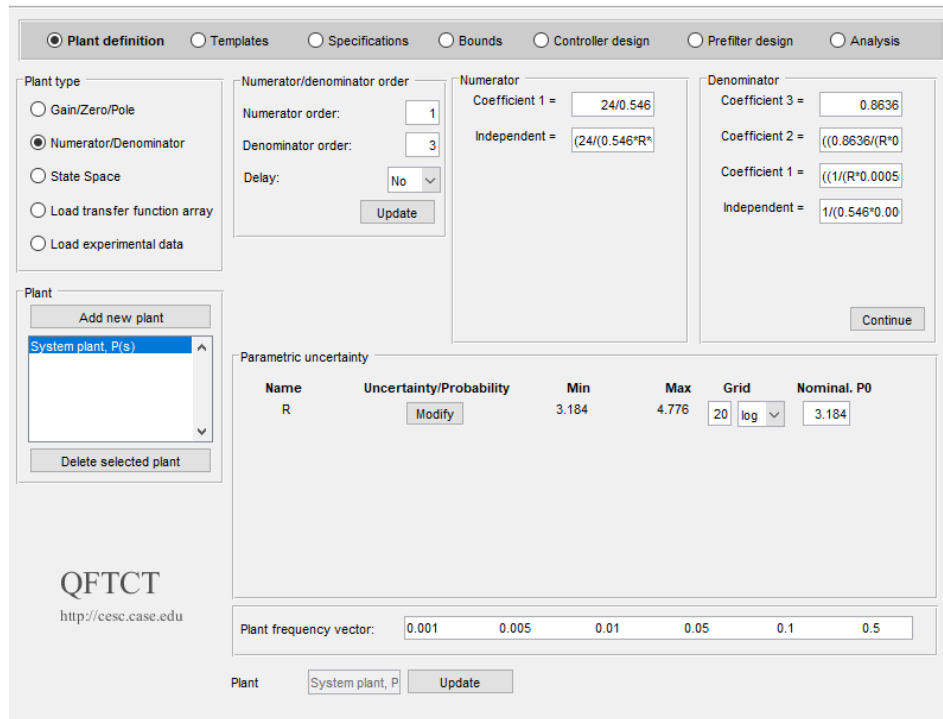 Plant definition Templates Specifications Bounds Controller design Prefilter design Analysis
Plant type
Gain/Zero/Pole
Numerator/Denominator
State Space
Load transfer function array
Load experimental data
Numerator/denominator order
Numerator order: 1
Denominator order: 3
Delay: No
Update
Numerator
Coefficient 1 = 24/0.546
Independent = (24/(0.546*R*
Denominator
Coefficient 3 = 0.8636
Coefficient 2 = ((0.8636/(R*0
Coefficient 1 = ((1/(R*0.0005
Independent = 1/(0.546*0.00
Continue
Plant
Add new plant
System plant, P(s)
Delete selected plant
Parametric uncertainty
Name Uncertainty/Probability Min Max Grid Nominal. P0
R Modify 3.184 4.776 20 log 3.184
QFTCT
http://cesc.case.edu
Plant frequency vector: 0.001 0.005 0.01 0.05 0.1 0.5
Plant System plant, P Update